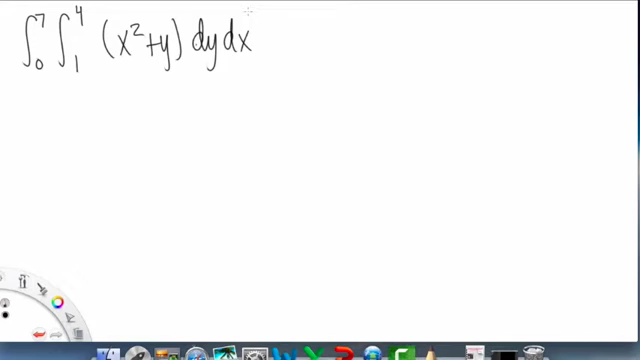 ∫₀⁷ ∫₁⁴ (x²+y) dy dx